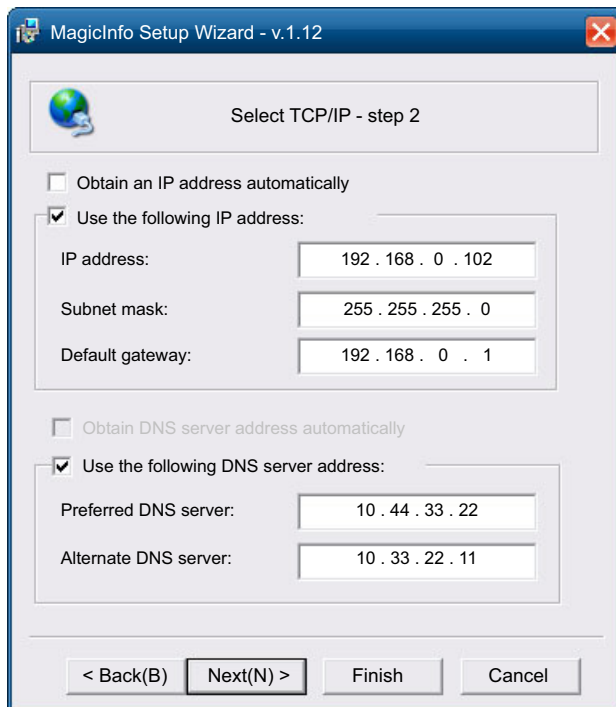 MagicInfo Setup Wizard - v.1.12
Select TCP/IP - step 2
Obtain an IP address automatically
Use the following IP address:
IP address: 192 . 168 . 0 . 102
Subnet mask: 255 . 255 . 255 . 0
Default gateway: 192 . 168 . 0 . 1
Obtain DNS server address automatically
Use the following DNS server address:
Preferred DNS server: 10 . 44 . 33 . 22
Alternate DNS server: 10 . 33 . 22 . 11
< Back(B) Next(N) > Finish Cancel